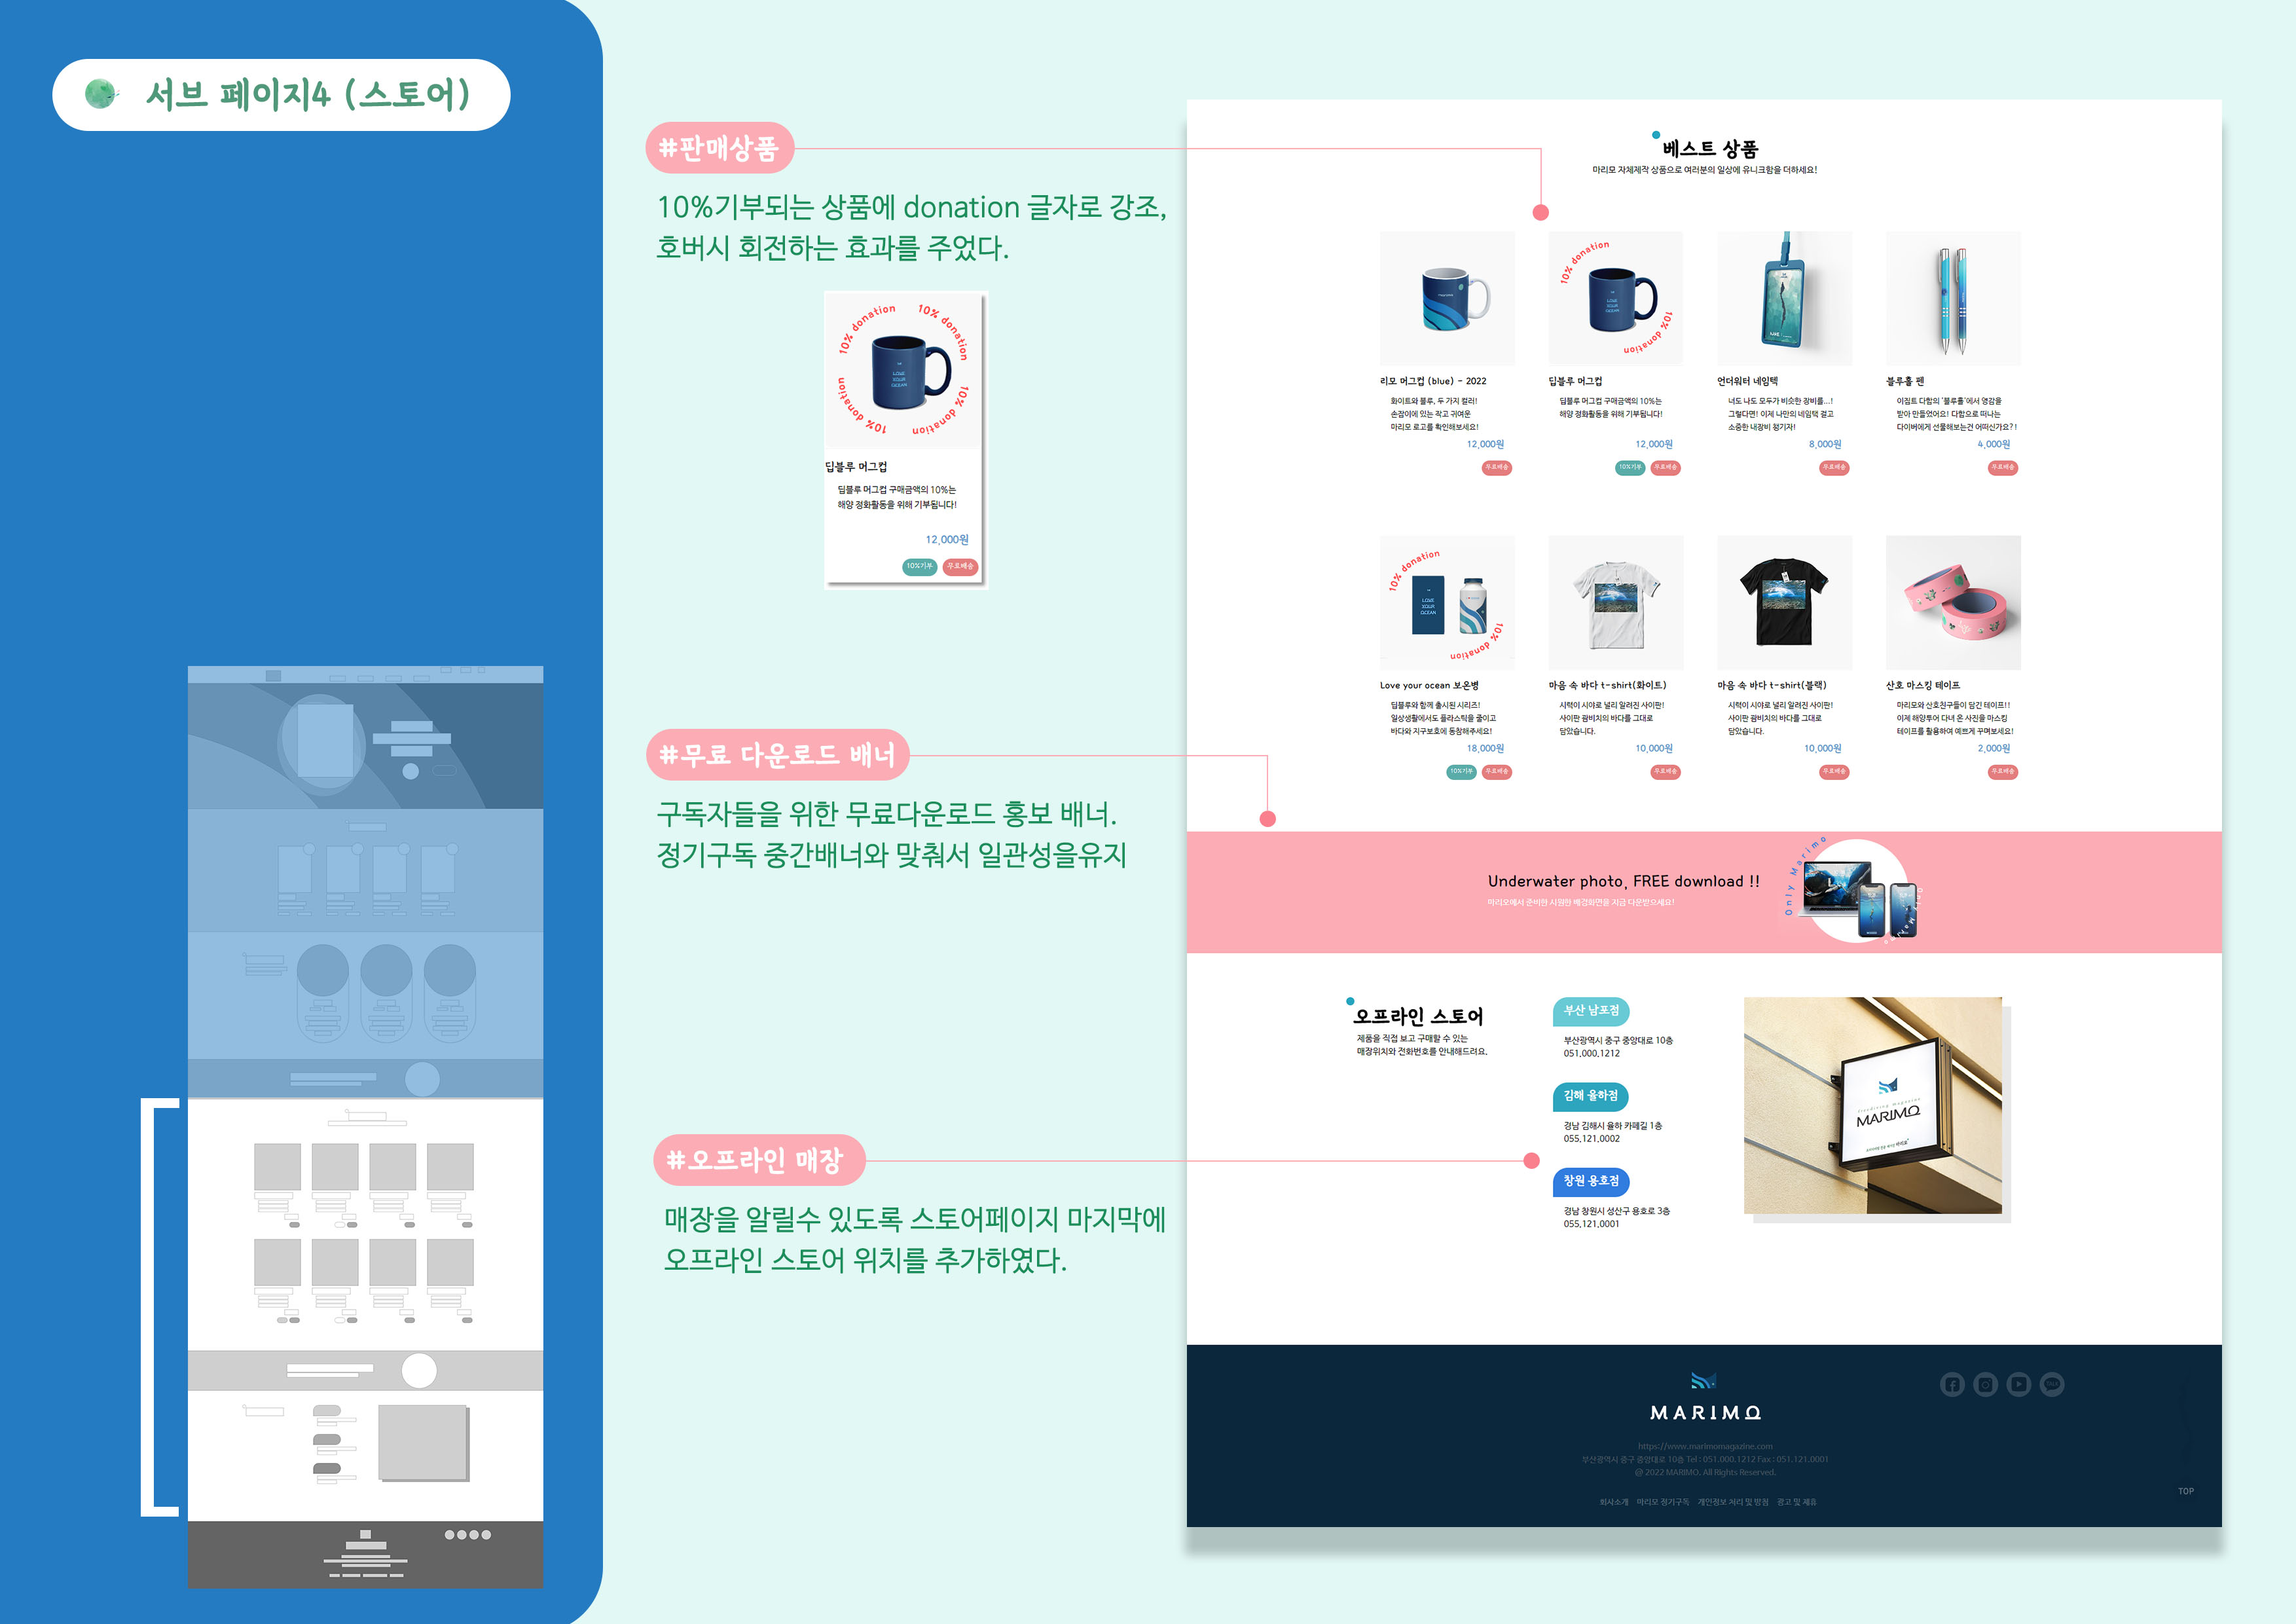 서브 페이지4 (스토어)
#판매상품
10%기부되는 상품에 donation 글자로 강조,
호버시 회전하는 효과를 주었다.
10% donation 10% donation 10% donation 10% donation
LOVE
YOUR
OCEAN
딥블루 머그컵
딥블루 머그컵 구매금액의 10%는
해양 정화활동을 위해 기부됩니다!
12,000원
10%기부 무료배송
#무료 다운로드 배너
구독자들을 위한 무료다운로드 홍보 배너.
정기구독 중간배너와 맞춰서 일관성을유지
#오프라인 매장
매장을 알릴수 있도록 스토어페이지 마지막에
오프라인 스토어 위치를 추가하였다.
베스트 상품
마리모 자체제작 상품으로 여러분의 일상에 유니크함을 더하세요!
리모 머그컵 (blue) - 2022
화이트와 블루, 두 가지 컬러!
손잡이에 있는 작고 귀여운
마리모 로고를 확인해보세요!
12,000원
무료배송
10% donation 10% donation
LOVE
YOUR
OCEAN
딥블루 머그컵
딥블루 머그컵 구매금액의 10%는
해양 정화활동을 위해 기부됩니다!
12,000원
10%기부 무료배송
언더워터 네임텍
너도 나도 모두가 비슷한 장비들...!
그렇다면! 이제 나만의 네임택 걸고
소중한 내장비 챙기자!
8,000원
무료배송
블루홀 펜
이집트 다합의 '블루홀'에서 영감을
받아 만들었어요! 다합으로 떠나는
다이버에게 선물해보는건 어떠신가요?!
4,000원
무료배송
10% donation 10% donation
LOVE
YOUR
OCEAN
Love your ocean 보온병
딥블루와 함께 출시된 시리즈!
일상생활에서도 플라스틱을 줄이고
바다와 지구보호에 동참해주세요!
18,000원
10%기부 무료배송
마음 속 바다 t-shirt(화이트)
시력이 시야로 널리 알려진 사이판!
사이판 괌비치의 바다를 그대로
담았습니다.
10,000원
무료배송
마음 속 바다 t-shirt(블랙)
시력이 시야로 널리 알려진 사이판!
사이판 괌비치의 바다를 그대로
담았습니다.
10,000원
무료배송
산호 마스킹 테이프
마리모와 산호친구들이 담긴 테이프!!
이제 해양투어 다녀 온 사진을 마스킹
테이프를 활용하여 예쁘게 꾸며보세요!
2,000원
무료배송
Underwater photo, FREE download !!
마리모에서 준비한 시원한 배경화면을 지금 다운받으세요!
Only Marimo Only Marimo
오프라인 스토어
제품을 직접 보고 구매할 수 있는
매장위치와 전화번호를 안내해드려요.
부산 남포점
부산광역시 중구 중앙대로 10층
051.000.1212
김해 율하점
경남 김해시 율하 카페길 1층
055.121.0002
창원 용호점
경남 창원시 성산구 용호로 3층
055.121.0001
freediving magazine
MARIMO
MARIMO
https://www.marimomagazine.com
부산광역시 중구 중앙대로 10층 Tel : 051.000.1212 Fax : 051.121.0001
@ 2022 MARIMO. All Rights Reserved.
회사소개 마리모 정기구독 개인정보 처리 및 방침 광고 및 제휴
TALK
TOP